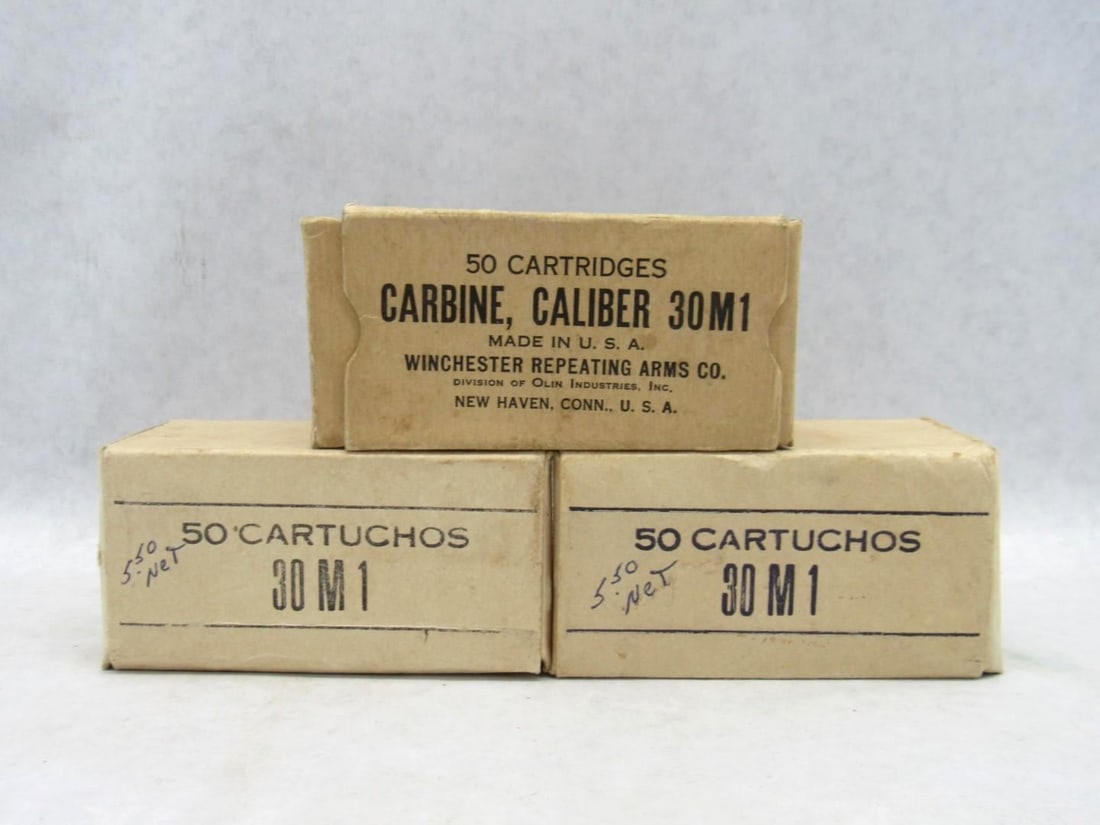 50 CARTRIDGES
CARBINE, CALIBER 30M1
MADE IN U. S. A.
WINCHESTER REPEATING ARMS CO.
DIVISION OF OLIN INDUSTRIES, INC.
NEW HAVEN, CONN., U. S. A.
50 CARTUCHOS
30 M 1
5.50
NeT
50 CARTUCHOS
30 M 1
5.50
NeT